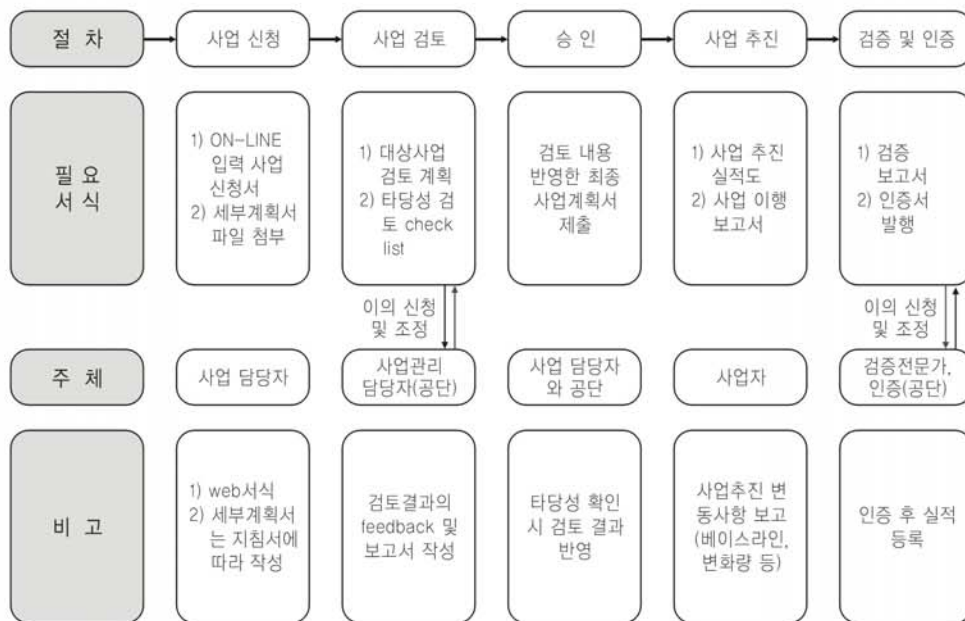 절 차
사업 신청
사업 검토
승 인
사업 추진
검증 및 인증
필 요
서 식
1) ON-LINE
입력 사업
신청서
2) 세부계획서
파일 첨부
1) 대상사업
검토 계획
2) 타당성 검
토 check
list
검토 내용
반영한 최종
사업계획서
제출
1) 사업 추진
실적도
2) 사업 이행
보고서
1) 검증
보고서
2) 인증서
발행
이의 신청
및 조정
이의 신청
및 조정
주 체
사업 담당자
사업관리
담당자(공단)
사업 담당자
와 공단
사업자
검증전문가,
인증(공단)
비 고
1) web서식
2) 세부계획서
는 지침서에
따라 작성
검토결과의
feedback 및
보고서 작성
타당성 확인
시 검토 결과
반영
사업추진 변
동사항 보고
(베이스라인,
변화량 등)
인증 후 실적
등록